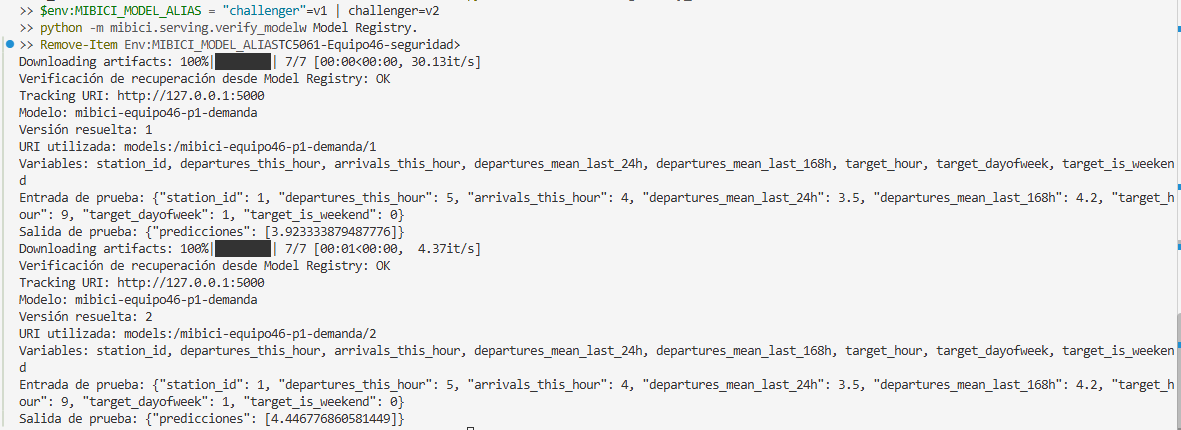 >> $env:MIBICI_MODEL_ALIAS = "challenger"=v1 | challenger=v2
>> python -m mibici.serving.verify_modelw Model Registry.
>> Remove-Item Env:MIBICI_MODEL_ALIASTC5061-Equipo46-seguridad>
Downloading artifacts: 100%|███████| 7/7 [00:00<00:00, 30.13it/s]
Verificación de recuperación desde Model Registry: OK
Tracking URI: http://127.0.0.1:5000
Modelo: mibici-equipo46-p1-demanda
Versión resuelta: 1
URI utilizada: models:/mibici-equipo46-p1-demanda/1
Variables: station_id, departures_this_hour, arrivals_this_hour, departures_mean_last_24h, departures_mean_last_168h, target_hour, target_dayofweek, target_is_weeken
d
Entrada de prueba: {"station_id": 1, "departures_this_hour": 5, "arrivals_this_hour": 4, "departures_mean_last_24h": 3.5, "departures_mean_last_168h": 4.2, "target_h
our": 9, "target_dayofweek": 1, "target_is_weekend": 0}
Salida de prueba: {"predicciones": [3.923333879487776]}
Downloading artifacts: 100%|███████| 7/7 [00:01<00:00,  4.37it/s]
Verificación de recuperación desde Model Registry: OK
Tracking URI: http://127.0.0.1:5000
Modelo: mibici-equipo46-p1-demanda
Versión resuelta: 2
URI utilizada: models:/mibici-equipo46-p1-demanda/2
Variables: station_id, departures_this_hour, arrivals_this_hour, departures_mean_last_24h, departures_mean_last_168h, target_hour, target_dayofweek, target_is_weeken
d
Entrada de prueba: {"station_id": 1, "departures_this_hour": 5, "arrivals_this_hour": 4, "departures_mean_last_24h": 3.5, "departures_mean_last_168h": 4.2, "target_h
our": 9, "target_dayofweek": 1, "target_is_weekend": 0}
Salida de prueba: {"predicciones": [4.446776860581449]}